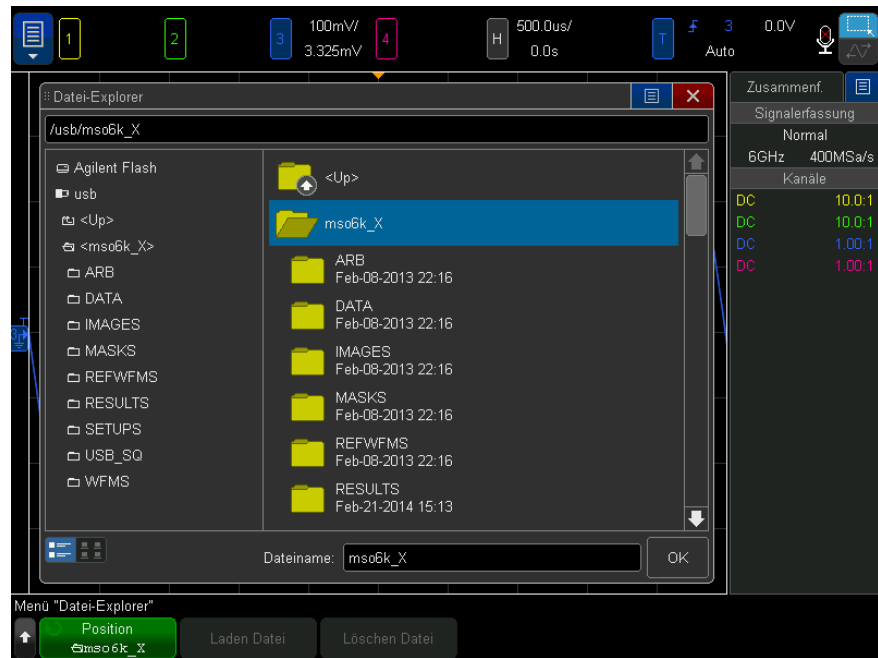 1
2
3
100mV/
3.325mV
4
H
500.0us/
0.0s
T
3
0.0V
Auto
Datei-Explorer
/usb/mso6k_X
Agilent Flash
usb
<Up>
<mso6k_X>
ARB
DATA
IMAGES
MASKS
REFWFMS
RESULTS
SETUPS
USB_SQ
WFMS
<Up>
mso6k_X
ARB
Feb-08-2013 22:16
DATA
Feb-08-2013 22:16
IMAGES
Feb-08-2013 22:16
MASKS
Feb-08-2013 22:16
REFWFMS
Feb-08-2013 22:16
RESULTS
Feb-21-2014 15:13
Dateiname: mso6k_X
OK
Zusammenf.
Signalerfassung
Normal
6GHz 400MSa/s
Kanäle
DC 10.0:1
DC 10.0:1
DC 1.00:1
DC 1.00:1
T
3
Menü "Datei-Explorer"
Position
mso6k_X
Laden Datei
Löschen Datei